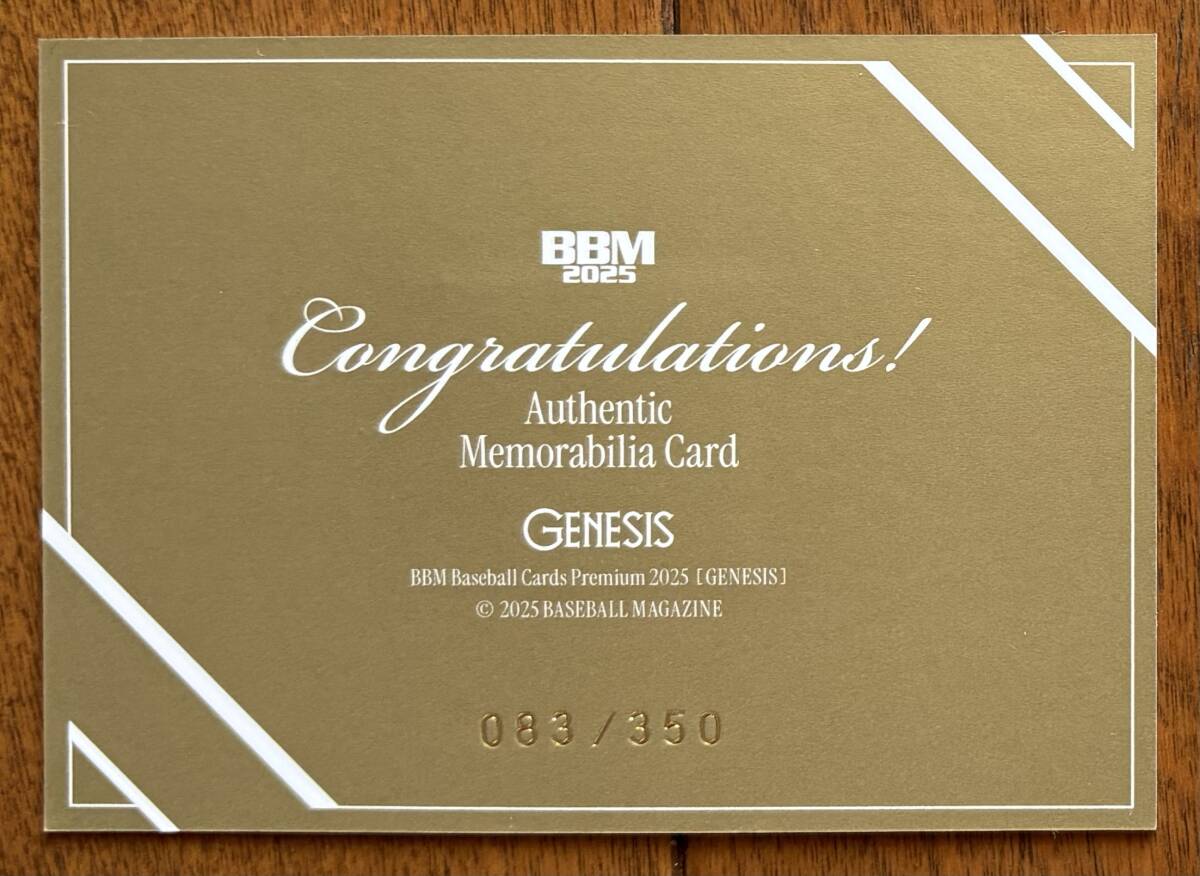 BBM
2025
Congratulations!
Authentic
Memorabilia Card
GENESIS
BBM Baseball Cards Premium 2025 [GENESIS]
© 2025 BASEBALL MAGAZINE
083/350